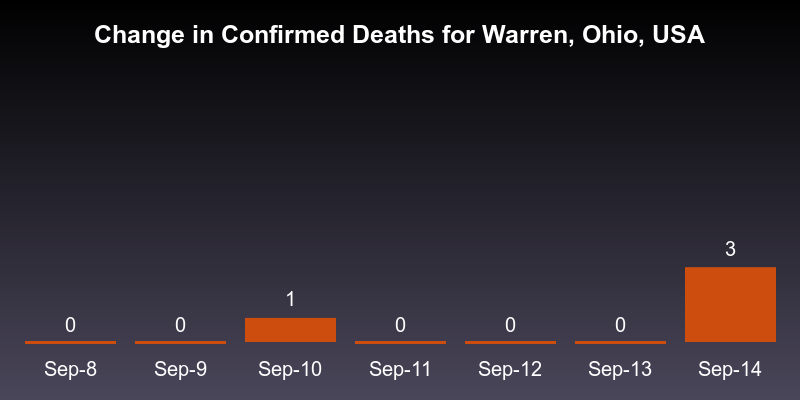 Change in Confirmed Deaths for Warren, Ohio, USA
3
1
0 0 0 0 0
Sep-8 Sep-9 Sep-10 Sep-11 Sep-12 Sep-13 Sep-14